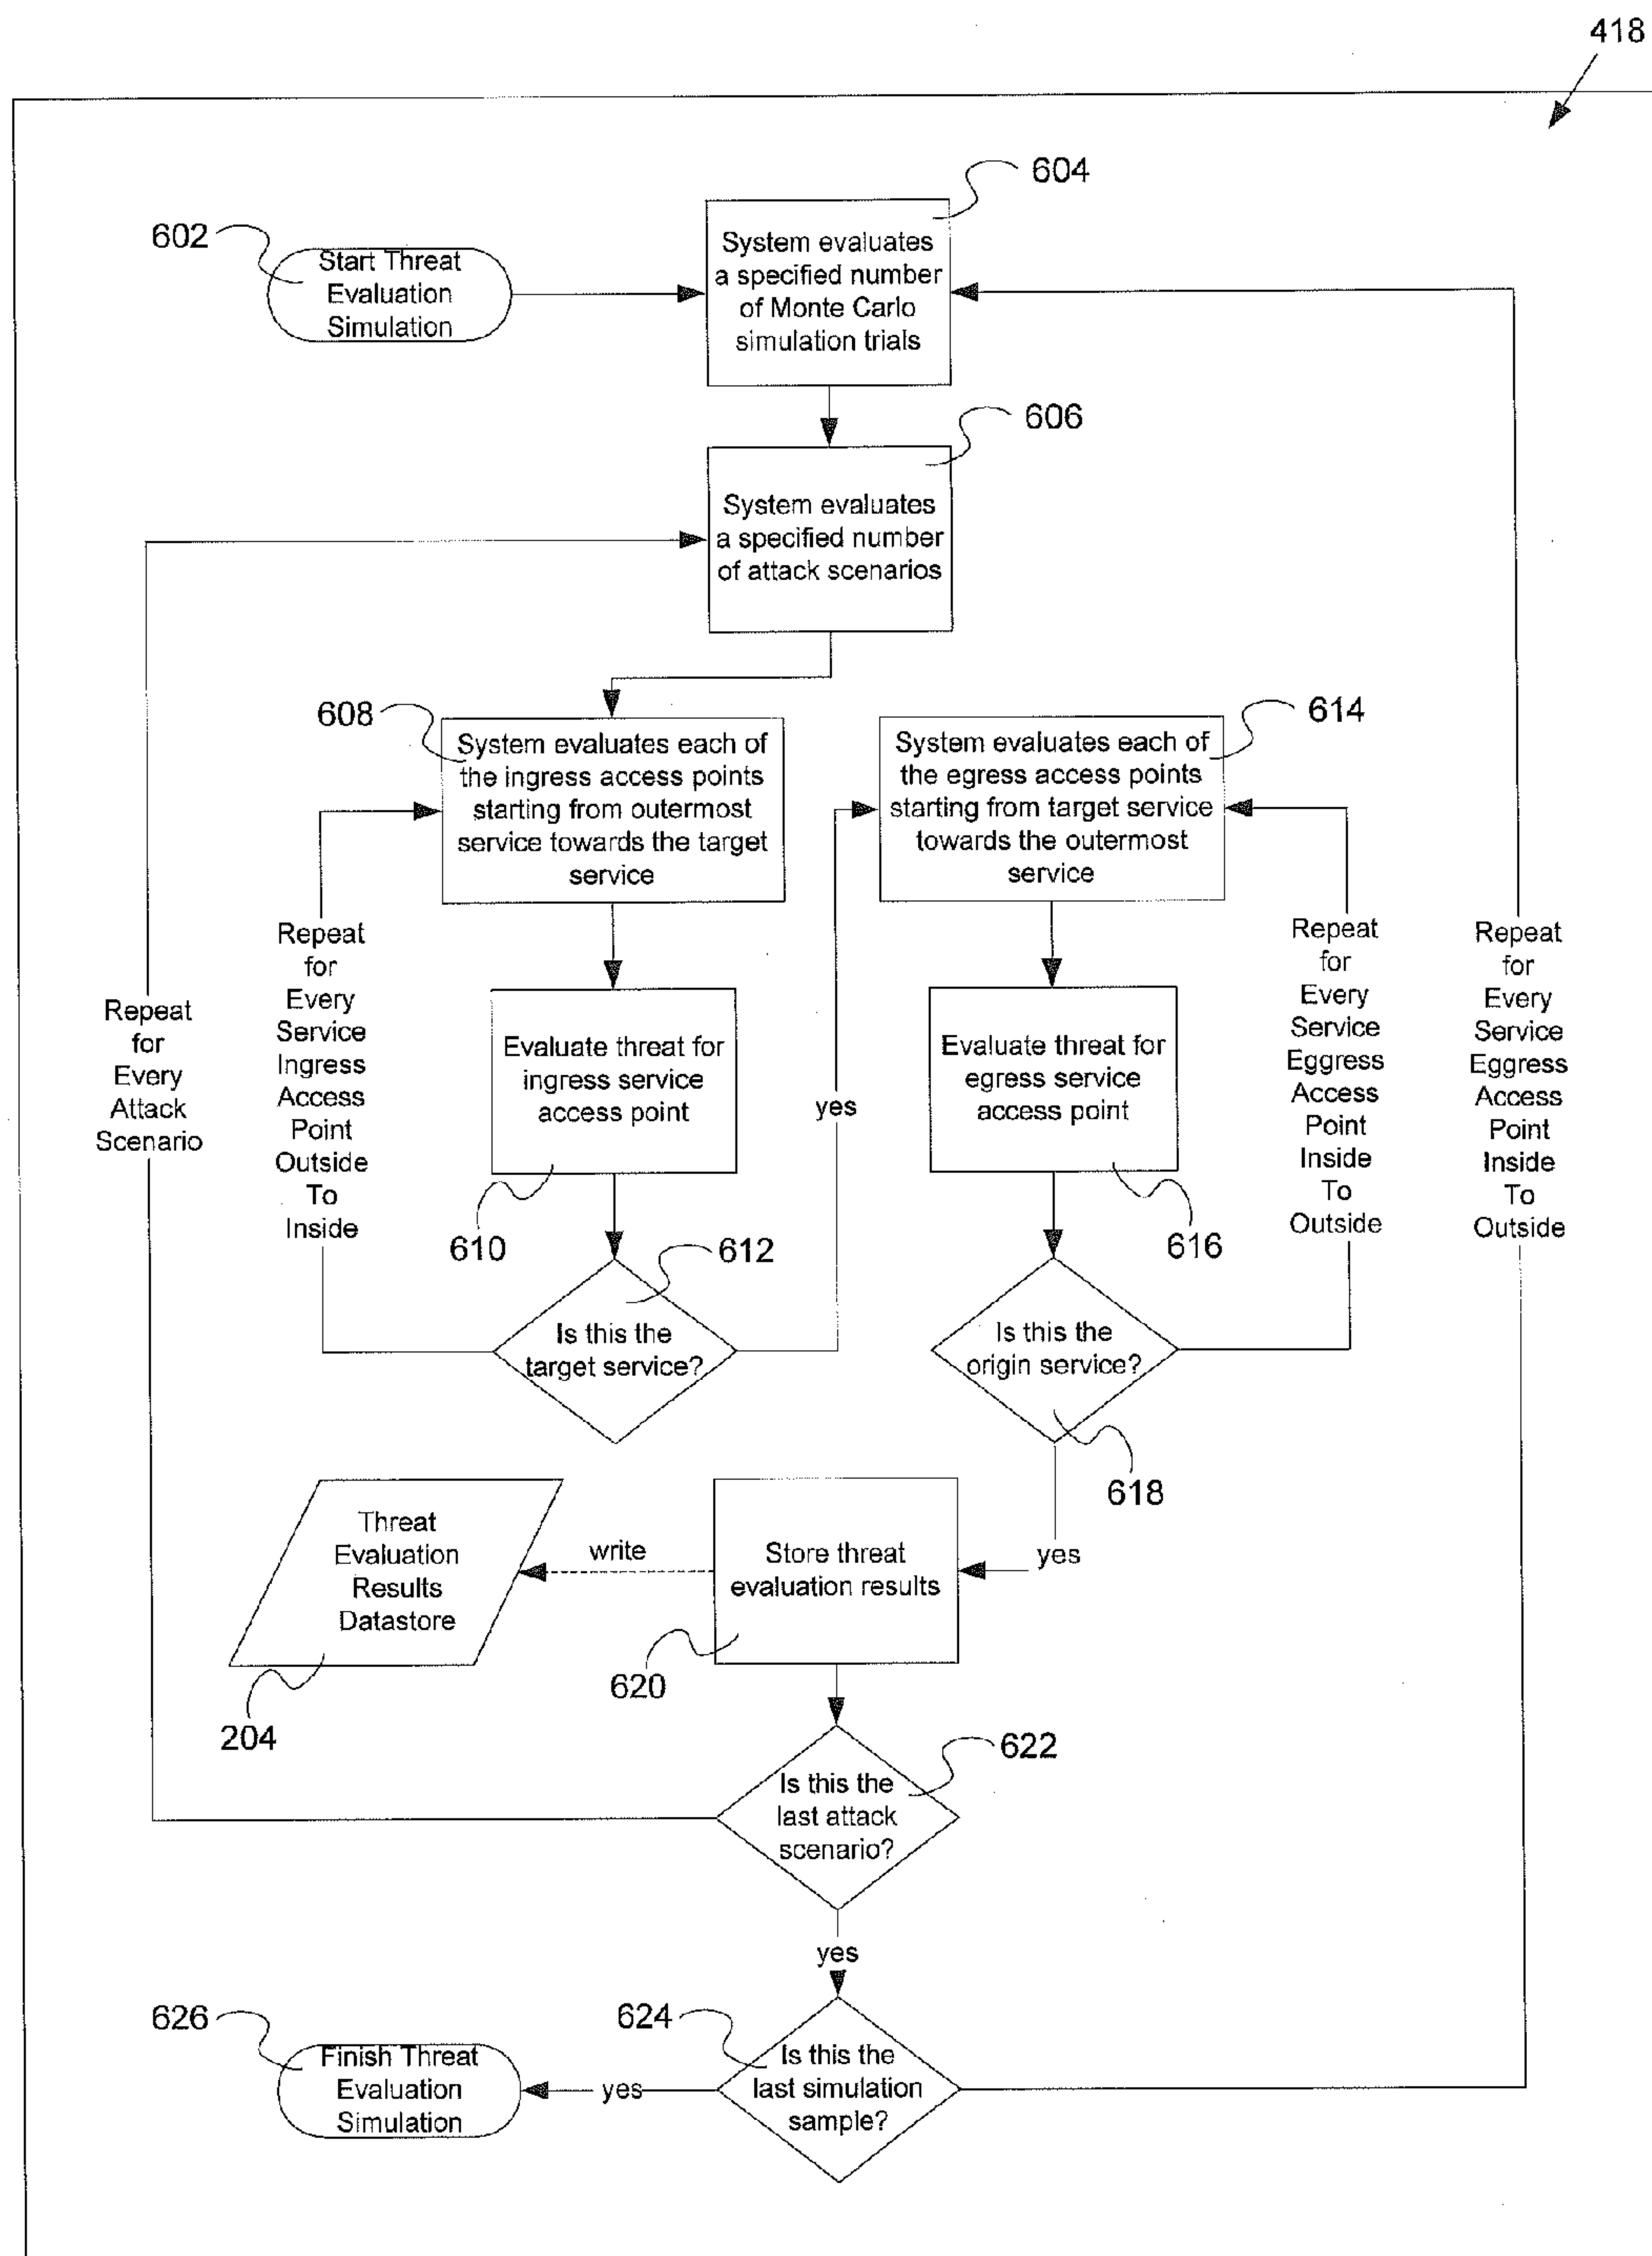 418
604
602
Start Threat
Evaluation
Simulation
System evaluates
a specified number
of Monte Carlo
simulation trials
606
System evaluates
a specified number
of attack scenarios
608
System evaluates each of
the ingress access points
starting from outermost
service towards the target
service
614
System evaluates each of
the egress access points
starting from target service
towards the outermost
service
Repeat
for
Every
Attack
Scenario
Repeat
for
Every
Service
Ingress
Access
Point
Outside
To
Inside
Evaluate threat for
ingress service
access point
610
yes
Evaluate threat for
egress service
access point
616
Repeat
for
Every
Service
Eggress
Access
Point
Inside
To
Outside
Repeat
for
Every
Service
Eggress
Access
Point
Inside
To
Outside
612
Is this the
target service?
Is this the
origin service?
618
yes
Threat
Evaluation
Results
Datastore
204
write
Store threat
evaluation results
620
622
Is this the
last attack
scenario?
yes
624
Is this the
last simulation
sample?
yes
626
Finish Threat
Evaluation
Simulation